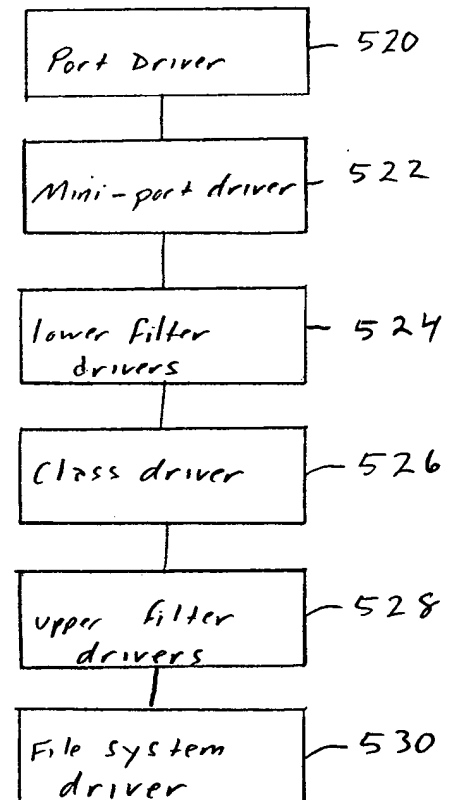 Port Driver
520
Mini-port driver
522
lower filter
drivers
524
Class driver
526
upper filter
drivers
528
File system
driver
530